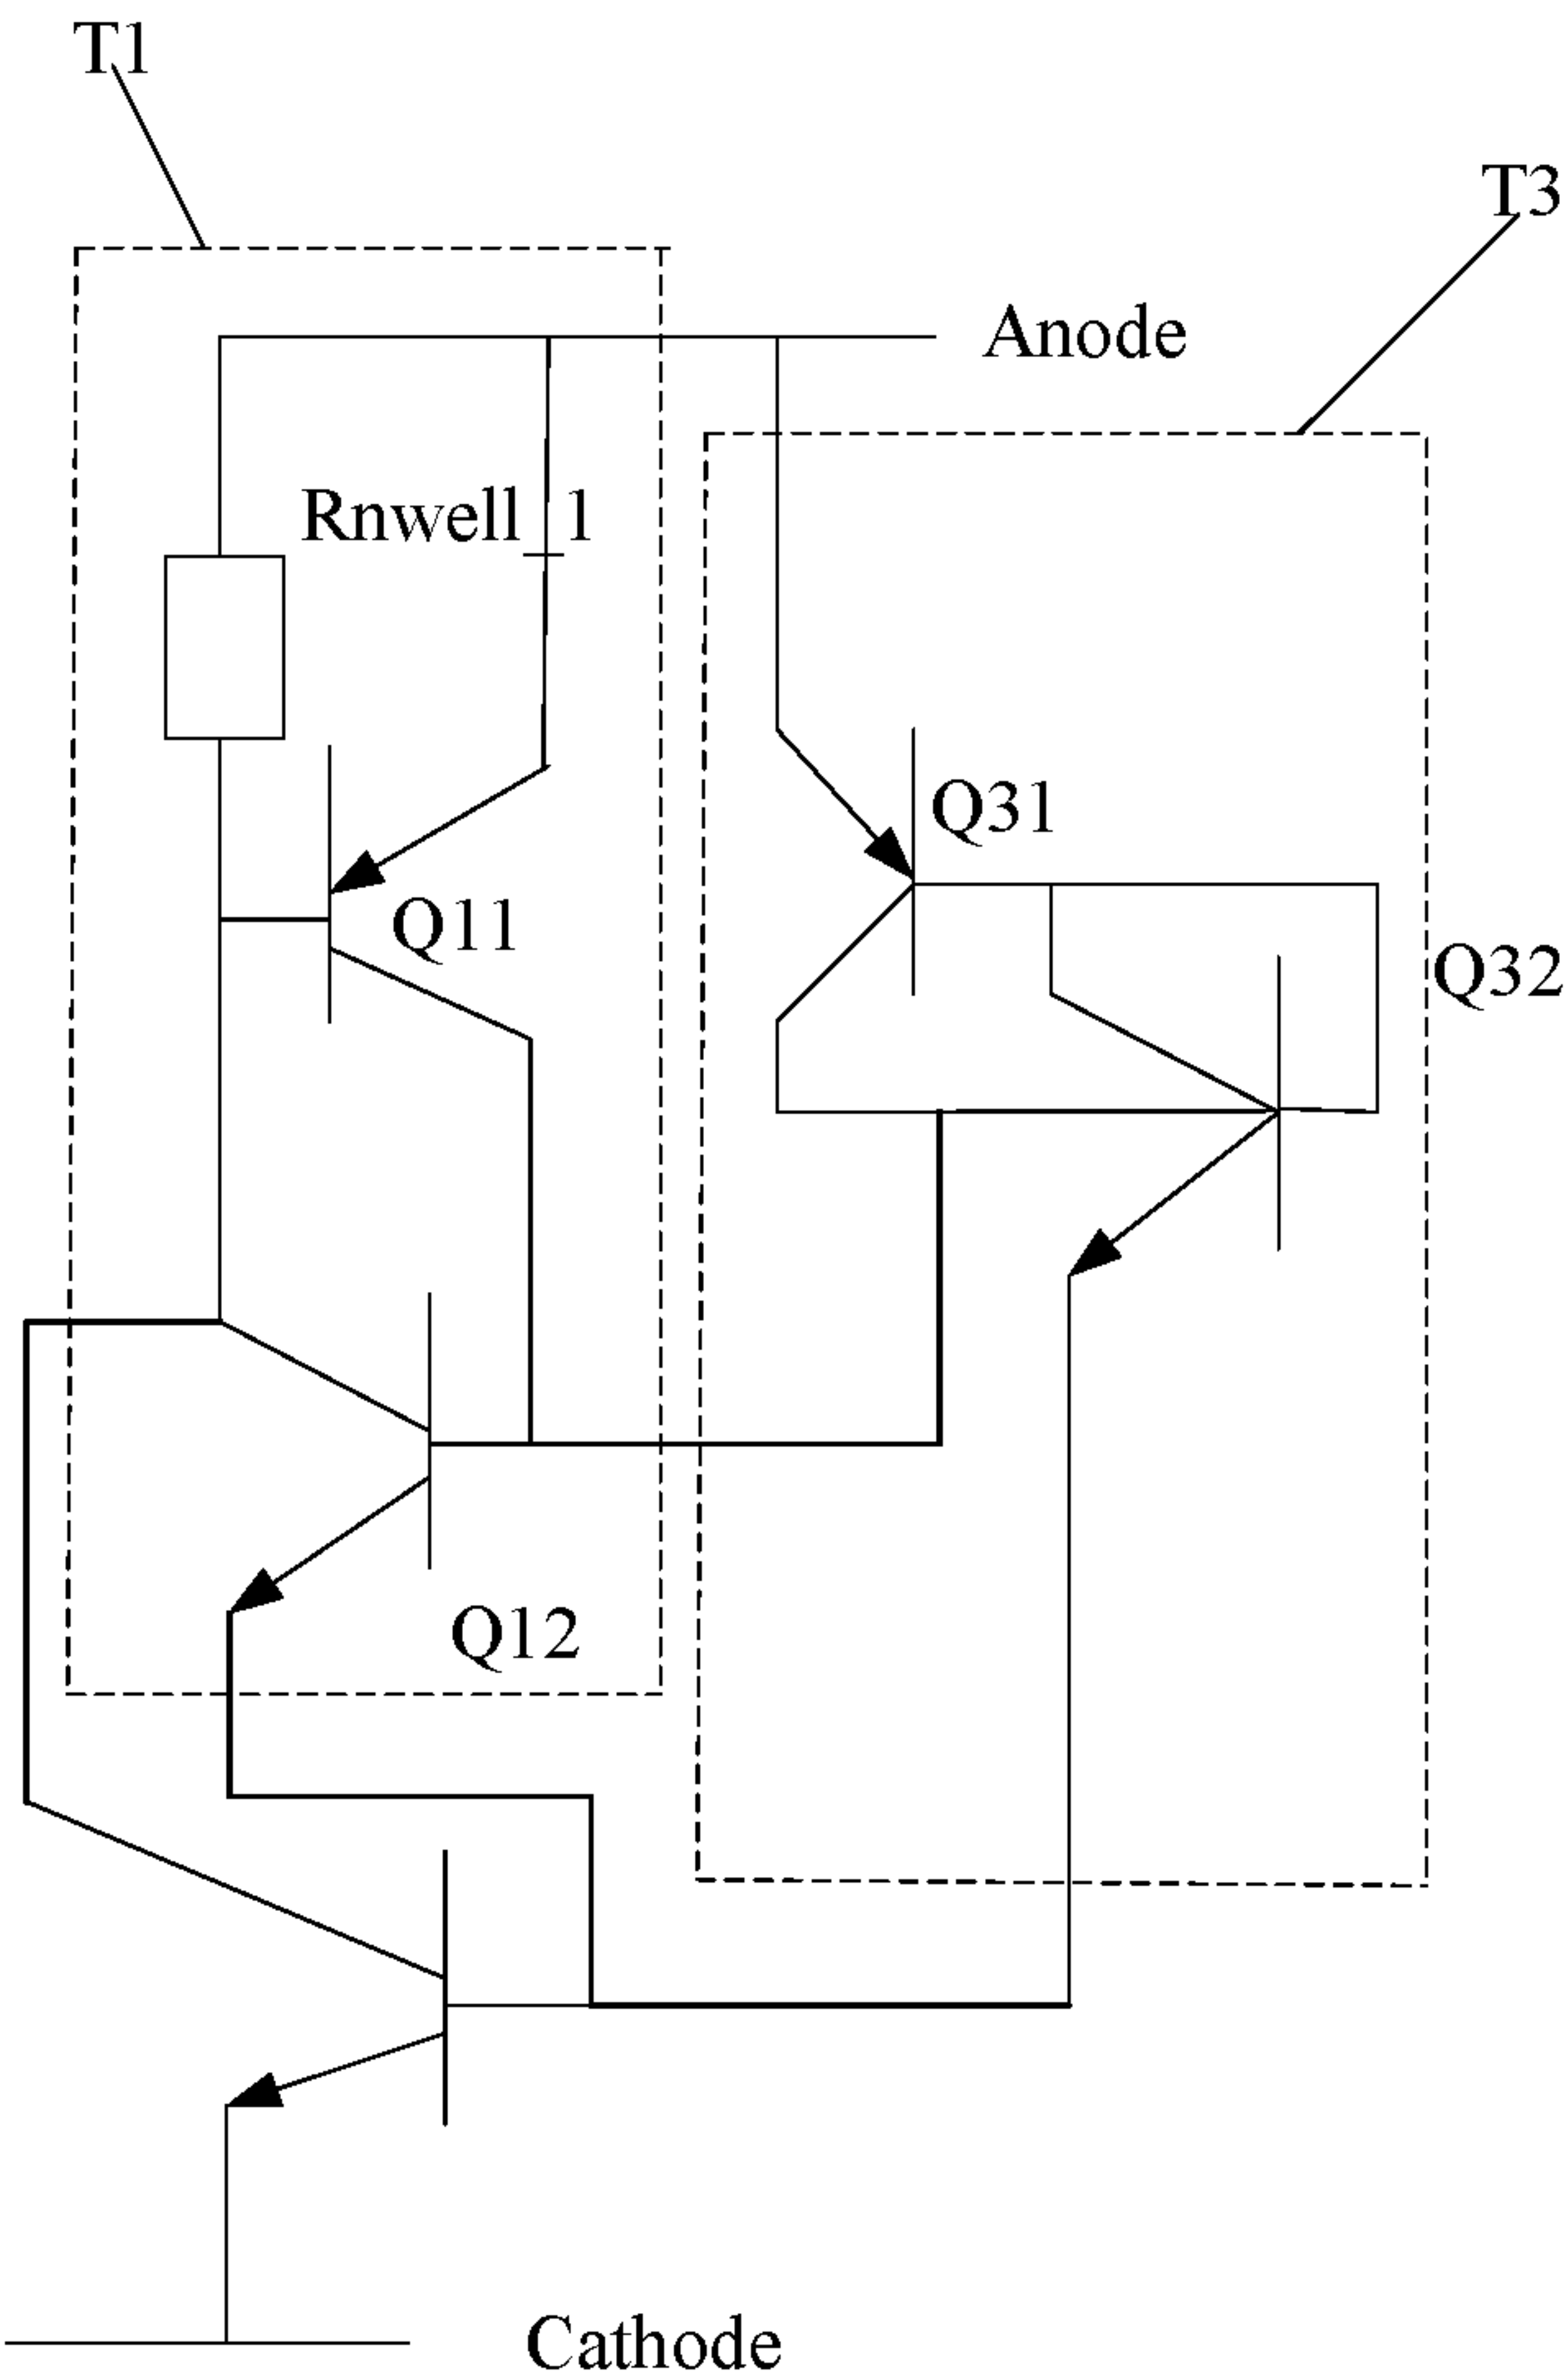 T1
T3
Anode
Rnwell_1
Q31
Q11
Q32
Q12
Cathode